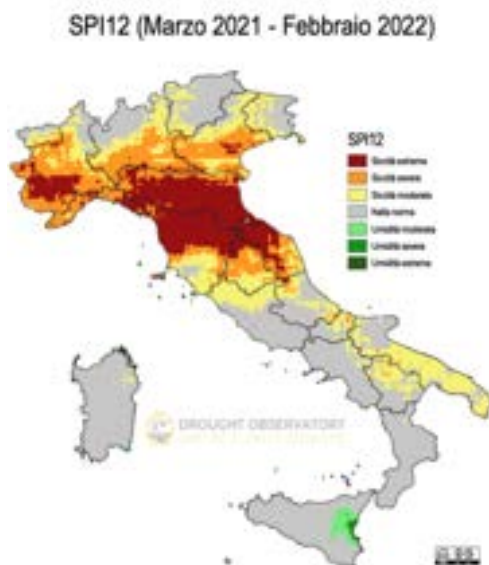 SPI12 (Marzo 2021 - Febbraio 2022)
SPI12
Siccità estrema
Siccità severa
Siccità moderata
Nella norma
Umidità moderata
Umidità severa
Umidità estrema
DROUGHT OBSERVATORY